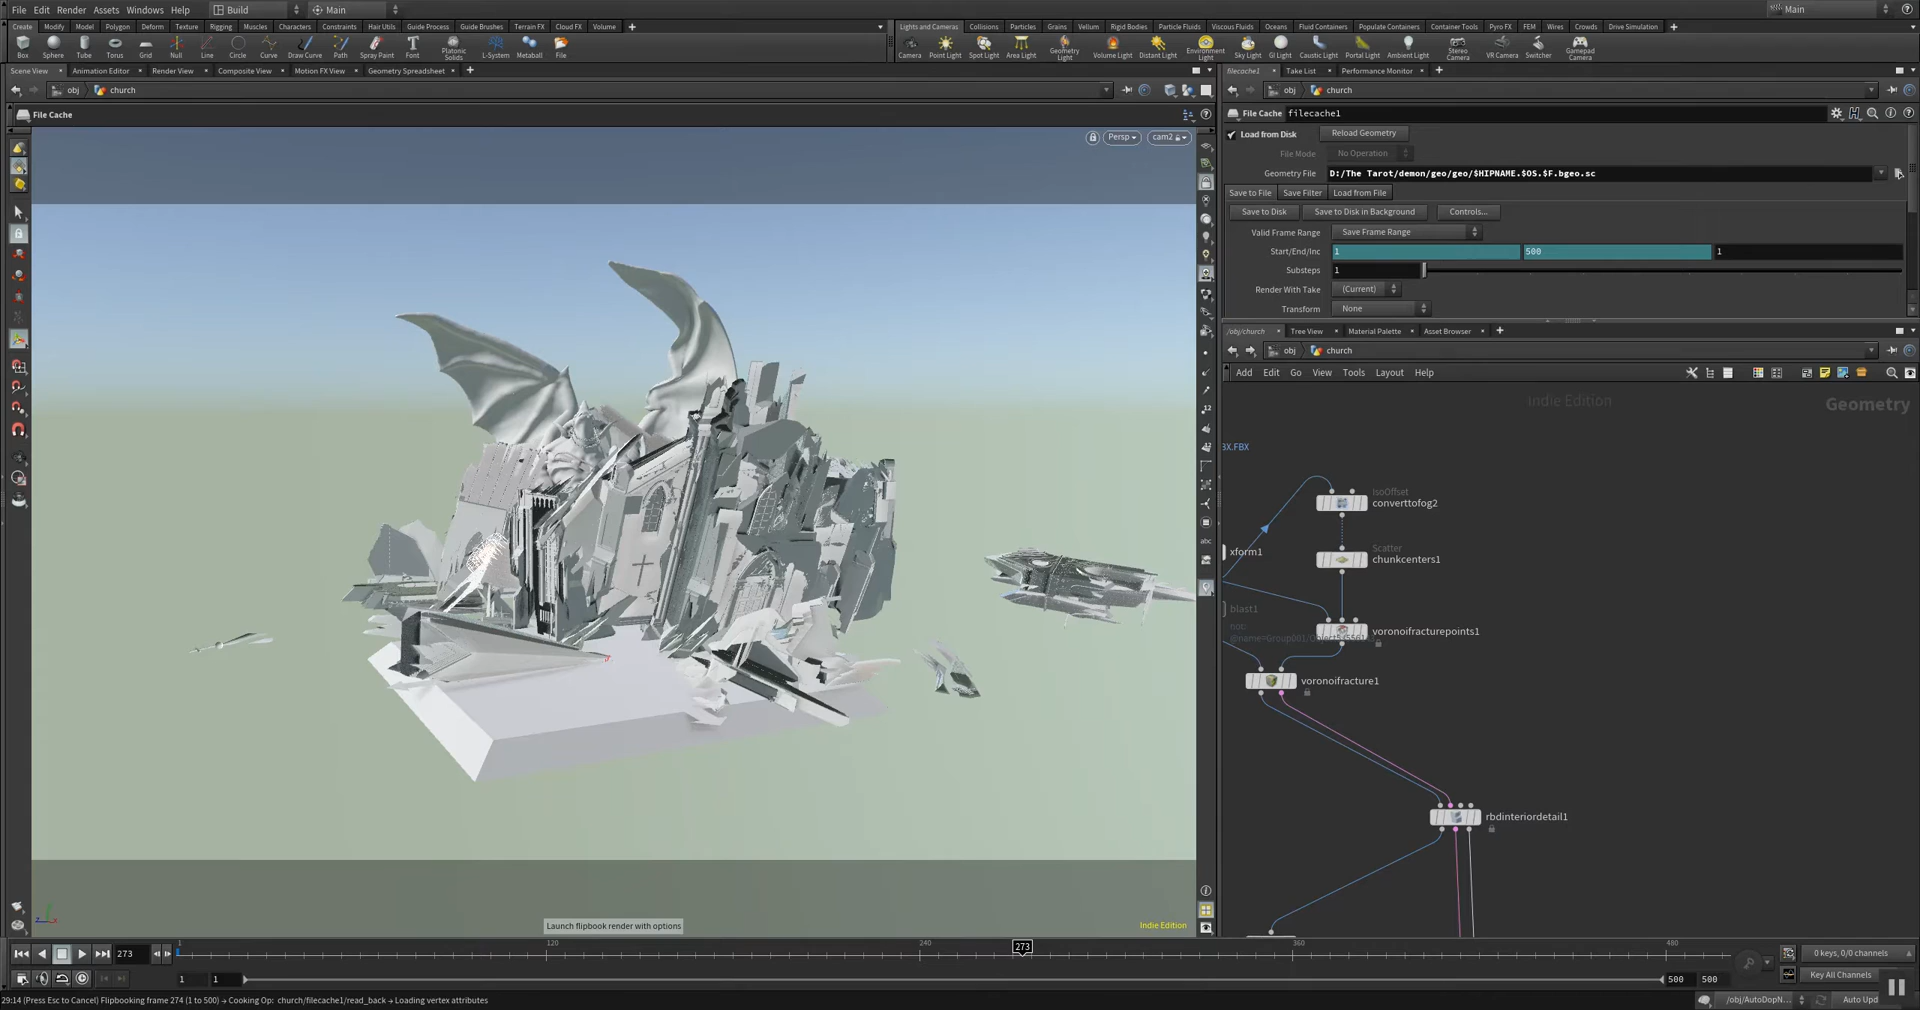 File Edit Render Assets Windows Help Build Main Main
Create Modify Model Polygon Deform Texture Rigging Muscles Characters Constraints Hair Utils Guide Process Guide Brushes Terrain FX Cloud FX Volume
Lights and Cameras Collisions Particles Grains Vellum Rigid Bodies Particle Fluids Viscous Fluids Oceans Fluid Containers Populate Containers Container Tools Pyro FX FEM Wires Crowds Drive Simulation
Box Sphere Tube Torus Grid Null Line Circle Curve Draw Curve Path Spray Paint Font Platonic Solids L-System Metaball File
Camera Point Light Spot Light Area Light Geometry Light Volume Light Distant Light Environment Light Sky Light GI Light Caustic Light Portal Light Ambient Light Stereo Camera VR Camera Switcher Gamepad Camera
Scene View Animation Editor Render View Composite View Motion FX View Geometry Spreadsheet
filecache1 Take List Performance Monitor
obj church
obj church
File Cache
File Cache filecache1
Persp cam2
Load from Disk Reload Geometry
File Mode No Operation
Geometry File D:/The Tarot/demon/geo/geo/$HIPNAME.$OS.$F.bgeo.sc
Save to File Save Filter Load from File
Save to Disk Save to Disk in Background Controls...
Valid Frame Range Save Frame Range
Start/End/Inc 1 500 1
Substeps 1
Render With Take (Current)
Transform None
/obj/church Tree View Material Palette Asset Browser
obj church
Add Edit Go View Tools Layout Help
Indie Edition
Geometry
BX.FBX
IsoOffset
converttofog2
xform1
Scatter
chunkcenters1
blast1
not:
voronoifracturepoints1
voronoifracture1
rbdinteriordetail1
abc
Launch flipbook render with options
Indie Edition
273
1 120 240 273 360 480
0 keys, 0/0 channels
1 1 500 500
Key All Channels
29:14 (Press Esc to Cancel) Flipbooking frame 274 (1 to 500) → Cooking Op: church/filecache1/read_back → Loading vertex attributes
/obj/AutoDopN... Auto Upd